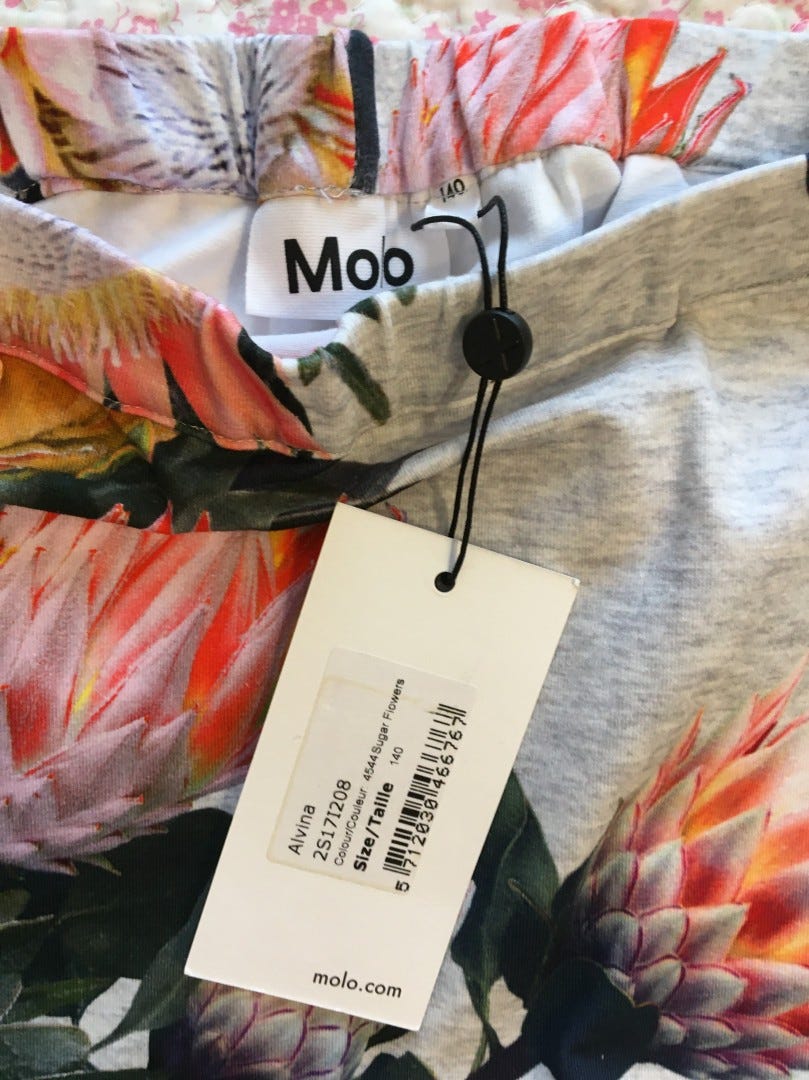 140
Molo
Alvina
2S17I208
Colour/Couleur: 4544 Sugar Flowers
Size/Taille 140
5 712030 466767
molo.com